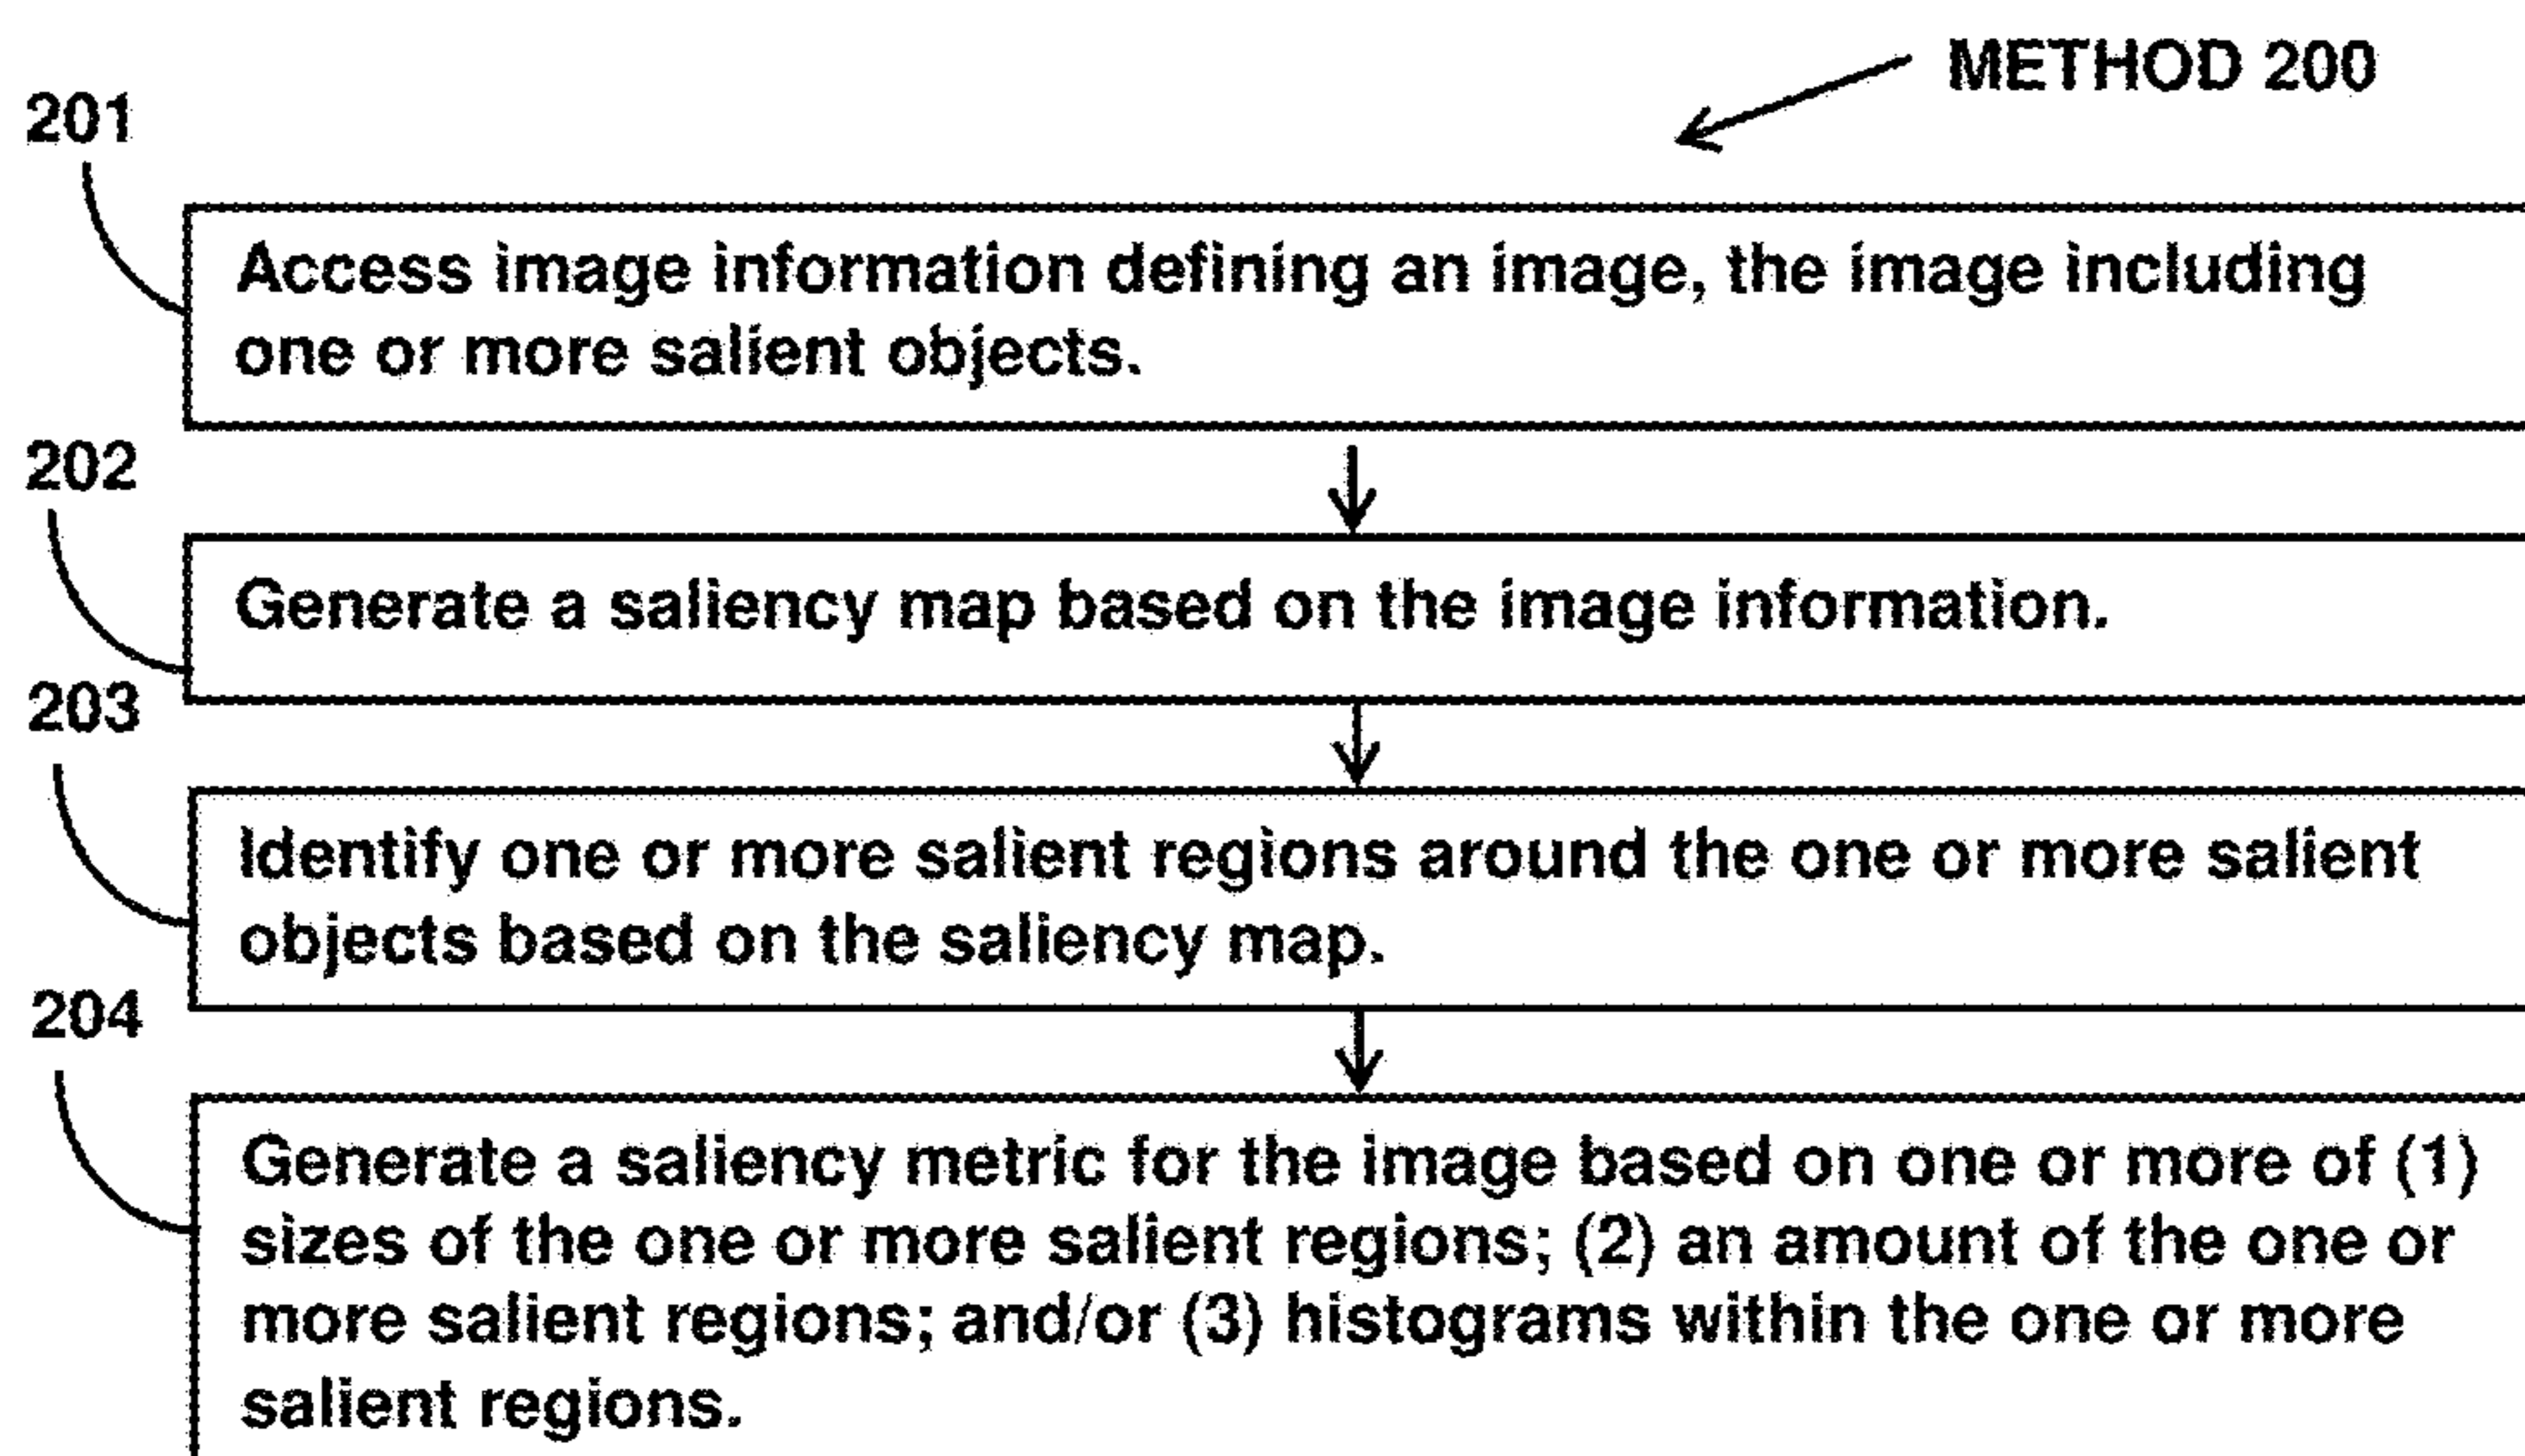 METHOD 200
201
Access image information defining an image, the image including
one or more salient objects.
202
Generate a saliency map based on the image information.
203
Identify one or more salient regions around the one or more salient
objects based on the saliency map.
204
Generate a saliency metric for the image based on one or more of (1)
sizes of the one or more salient regions; (2) an amount of the one or
more salient regions; and/or (3) histograms within the one or more
salient regions.